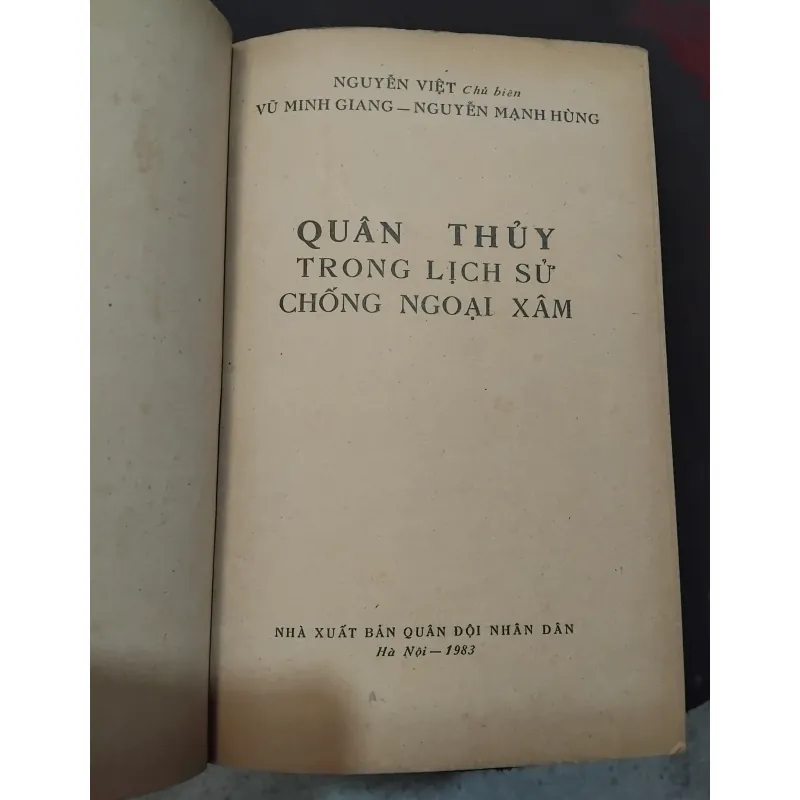 NGUYỄN VIỆT Chủ biên
VŨ MINH GIANG — NGUYỄN MẠNH HÙNG
QUÂN THỦY
TRONG LỊCH SỬ
CHỐNG NGOẠI XÂM
NHÀ XUẤT BẢN QUÂN ĐỘI NHÂN DÂN
Hà Nội — 1983